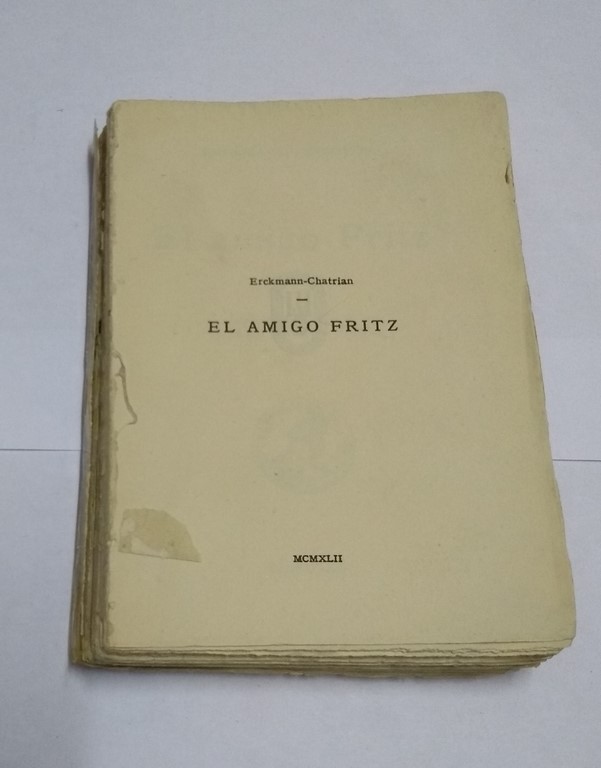 Erckmann-Chatrian
EL AMIGO FRITZ
MCMXLII